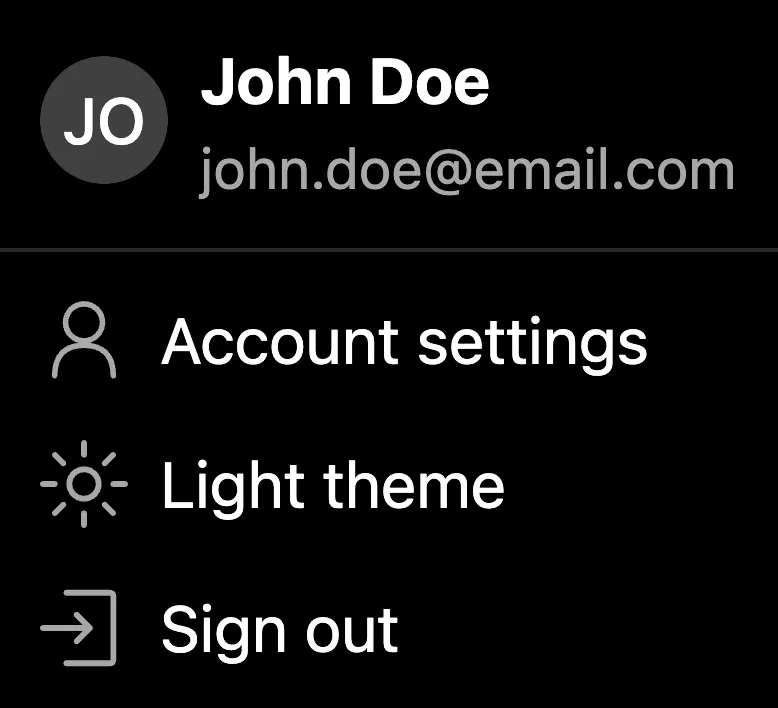 JO
John Doe
john.doe@email.com
Account settings
Light theme
Sign out